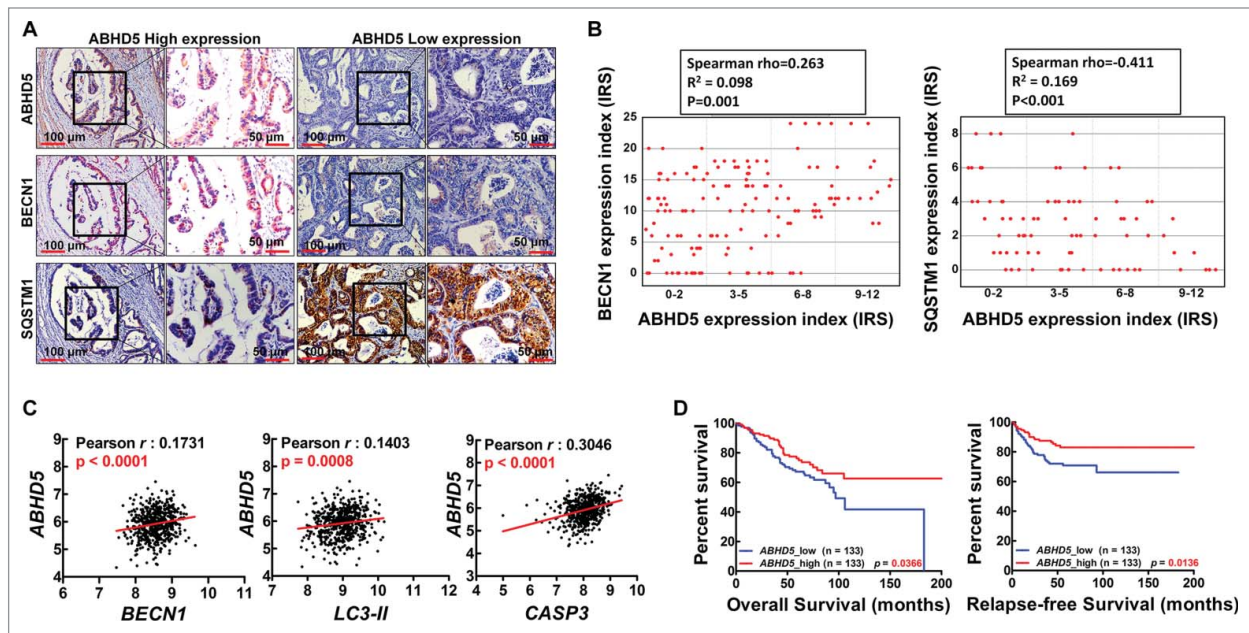 A
ABHD5 High expression
ABHD5 Low expression
ABHD5
100 µm
50 µm
100 µm
50 µm
BECN1
100 µm
50 µm
100 µm
50 µm
SQSTM1
100 µm
50 µm
100 µm
50 µm
B
Spearman rho=0.263
R² = 0.098
P=0.001
BECN1 expression index (IRS)
25
20
15
10
5
0
0-2
3-5
6-8
9-12
ABHD5 expression index (IRS)
Spearman rho=-0.411
R² = 0.169
P<0.001
SQSTM1 expression index (IRS)
8
6
4
2
0
0-2
3-5
6-8
9-12
ABHD5 expression index (IRS)
C
Pearson r : 0.1731
p < 0.0001
ABHD5
9
8
7
6
5
4
6
7
8
9
10
11
BECN1
Pearson r : 0.1403
p = 0.0008
ABHD5
9
8
7
6
5
4
3
6
7
8
9
10
11
12
LC3-II
Pearson r : 0.3046
p < 0.0001
ABHD5
9
8
7
6
5
4
3
4
5
6
7
8
9
10
CASP3
D
Percent survival
100
80
60
40
20
0
ABHD5_low (n = 133)
ABHD5_high (n = 133) p = 0.0366
0
50
100
150
200
Overall Survival (months)
Percent survival
100
80
60
40
20
0
ABHD5_low (n = 133)
ABHD5_high (n = 133) p = 0.0136
0
50
100
150
200
Relapse-free Survival (months)